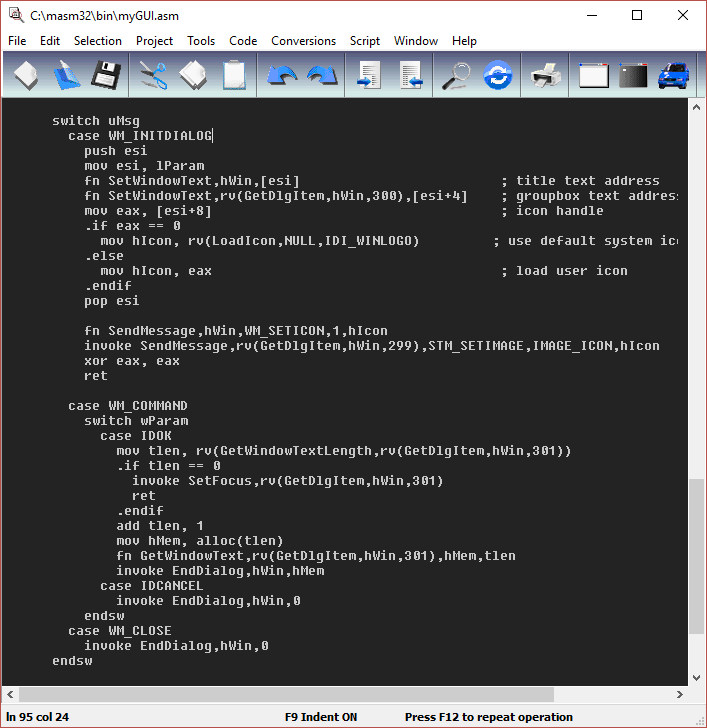 C:\masm32\bin\myGUI.asm
File Edit Selection Project Tools Code Conversions Script Window Help
switch uMsg
  case WM_INITDIALOG
    push esi
    mov esi, lParam
    fn SetWindowText,hWin,[esi]                         ; title text address
    fn SetWindowText,rv(GetDlgItem,hWin,300),[esi+4]    ; groupbox text address
    mov eax, [esi+8]                                    ; icon handle
    .if eax == 0
      mov hIcon, rv(LoadIcon,NULL,IDI_WINLOGO)         ; use default system ico
    .else
      mov hIcon, eax                                    ; load user icon
    .endif
    pop esi

    fn SendMessage,hWin,WM_SETICON,1,hIcon
    invoke SendMessage,rv(GetDlgItem,hWin,299),STM_SETIMAGE,IMAGE_ICON,hIcon
    xor eax, eax
    ret

  case WM_COMMAND
    switch wParam
      case IDOK
        mov tlen, rv(GetWindowTextLength,rv(GetDlgItem,hWin,301))
        .if tlen == 0
          invoke SetFocus,rv(GetDlgItem,hWin,301)
          ret
        .endif
        add tlen, 1
        mov hMem, alloc(tlen)
        fn GetWindowText,rv(GetDlgItem,hWin,301),hMem,tlen
        invoke EndDialog,hWin,hMem
      case IDCANCEL
        invoke EndDialog,hWin,0
    endsw
  case WM_CLOSE
    invoke EndDialog,hWin,0
endsw
ln 95 col 24 F9 Indent ON Press F12 to repeat operation